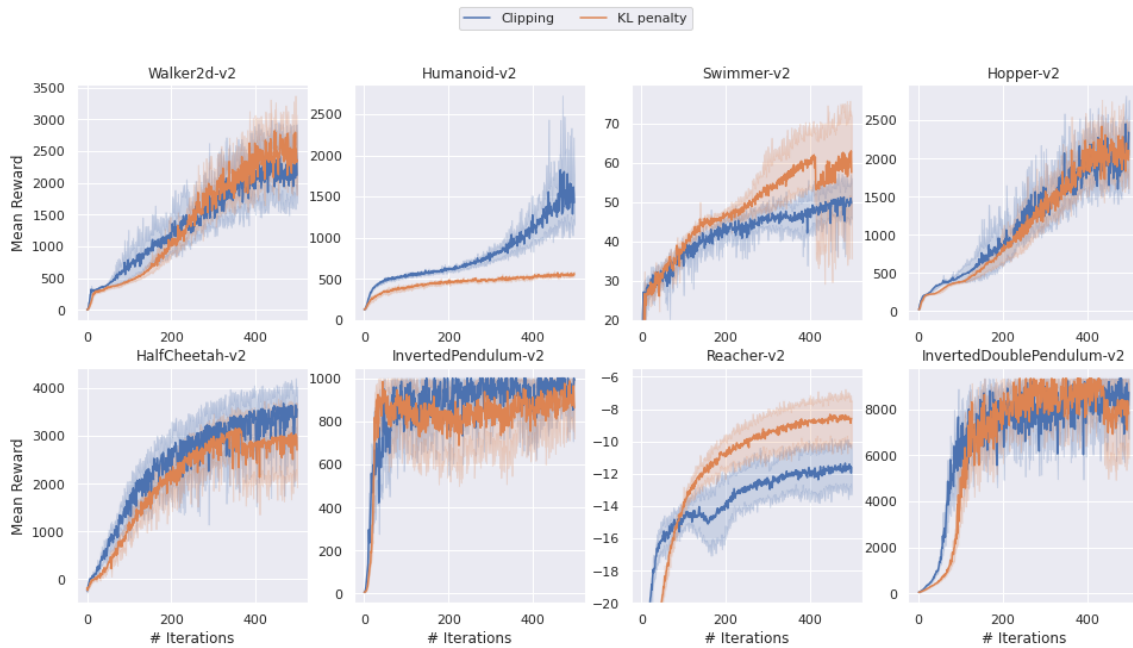 Clipping KL penalty
Walker2d-v2 Humanoid-v2 Swimmer-v2 Hopper-v2
Mean Reward
3500
3000
2500
2000
1500
1000
500
0
0 200 400
2500
2000
1500
1000
500
0
0 200 400
70
60
50
40
30
20
0 200 400
2500
2000
1500
1000
500
0
0 200 400
HalfCheetah-v2 InvertedPendulum-v2 Reacher-v2 InvertedDoublePendulum-v2
Mean Reward
4000
3000
2000
1000
0
0 200 400
# Iterations
1000
800
600
400
200
0
0 200 400
# Iterations
−6
−8
−10
−12
−14
−16
−18
−20
0 200 400
# Iterations
8000
6000
4000
2000
0
0 200 400
# Iterations